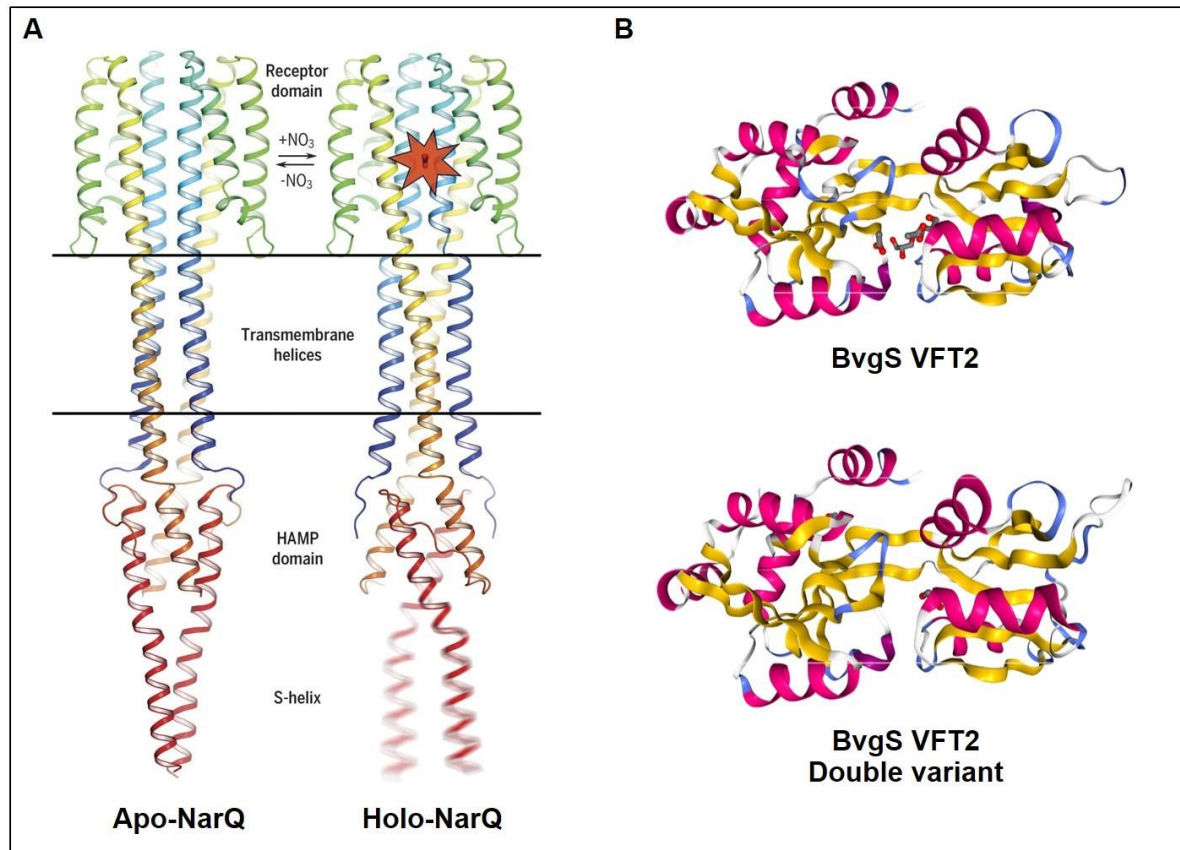 A
Receptor
domain
+NO3
-NO3
Transmembrane
helices
HAMP
domain
S-helix
Apo-NarQ
Holo-NarQ
B
BvgS VFT2
BvgS VFT2
Double variant